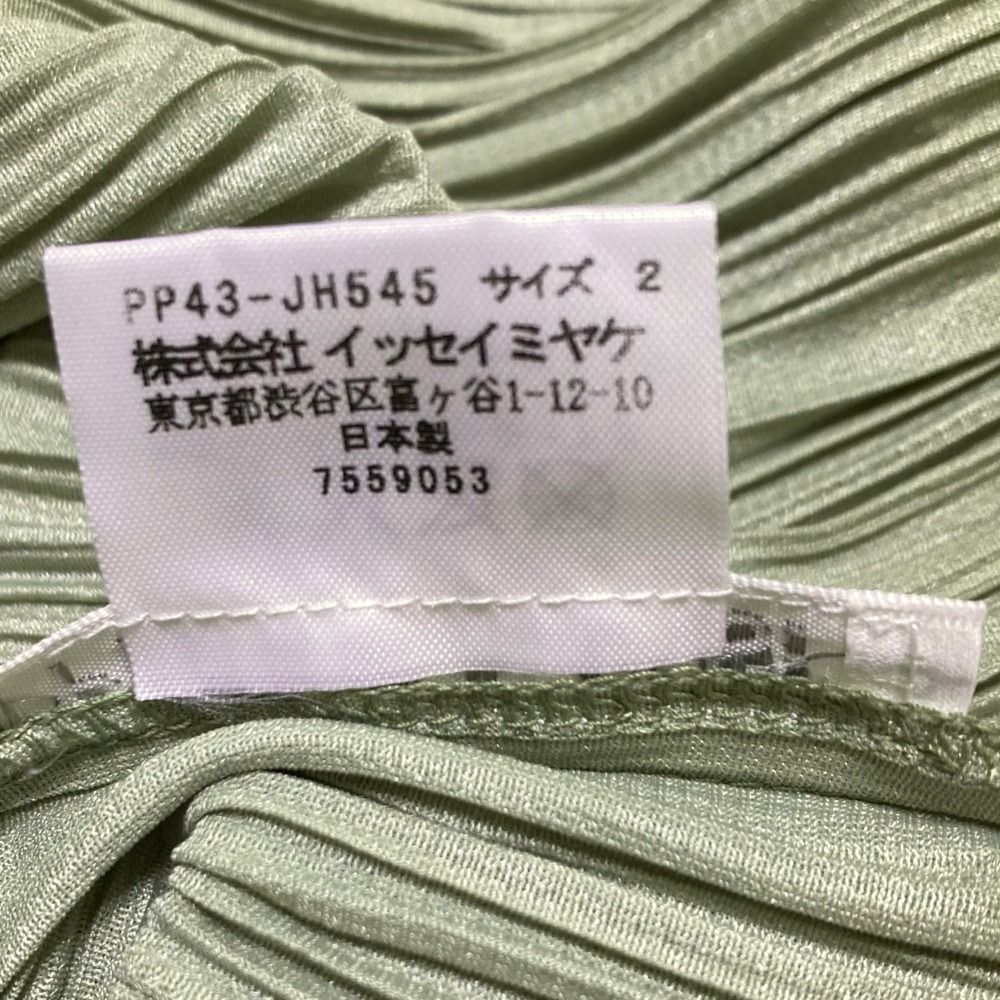 PP43-JH545 サイズ 2
株式会社 イッセイミヤケ
東京都渋谷区富ヶ谷1-12-10
日本製
7559053